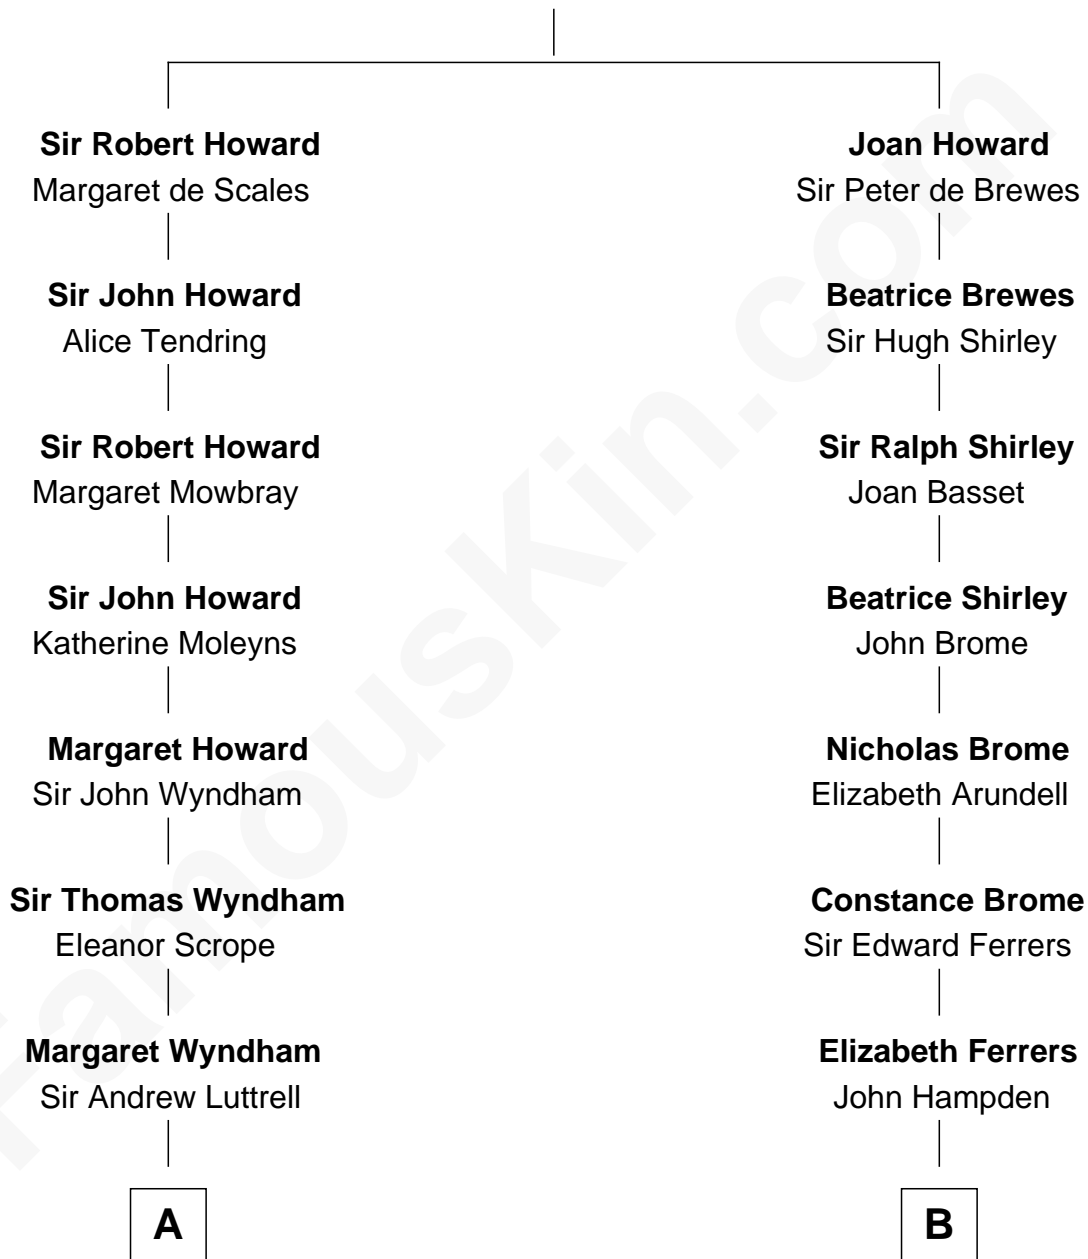 Sir Robert Howard
Margaret de Scales
Sir John Howard
Alice Tendring
Sir Robert Howard
Margaret Mowbray
Sir John Howard
Katherine Moleyns
Margaret Howard
Sir John Wyndham
Sir Thomas Wyndham
Eleanor Scrope
Margaret Wyndham
Sir Andrew Luttrell
A
Joan Howard
Sir Peter de Brewes
Beatrice Brewes
Sir Hugh Shirley
Sir Ralph Shirley
Joan Basset
Beatrice Shirley
John Brome
Nicholas Brome
Elizabeth Arundell
Constance Brome
Sir Edward Ferrers
Elizabeth Ferrers
John Hampden
B
FamousKin.com